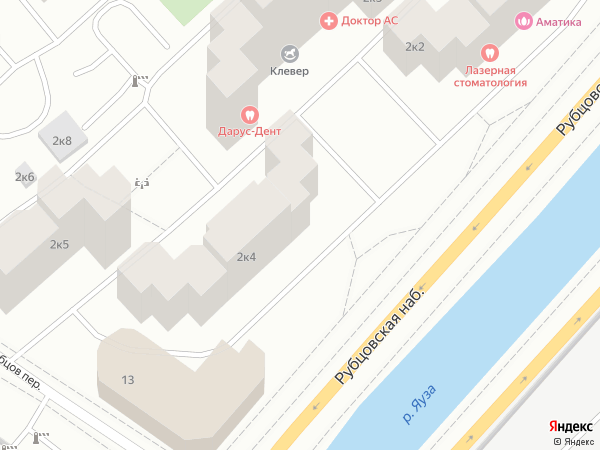 2к3
Доктор АС
Аматика
2к2
Клевер
Лазерная
стоматология
Дарус-Дент
2к8
2к6
2к5
2к4
Рубцовская наб.
13
р. Яуза
Яндекс
© Яндекс